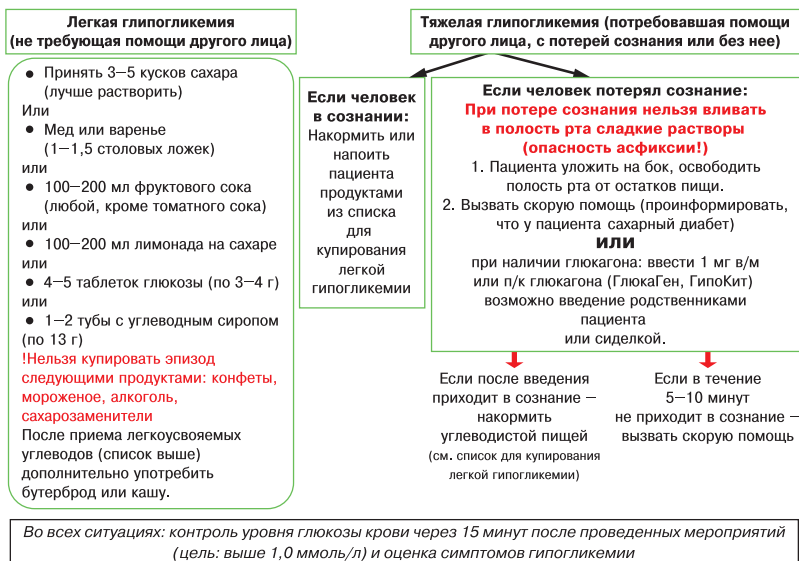 Легкая глипогликемия
(не требующая помощи другого лица)
• Принять 3–5 кусков сахара
(лучше растворить)
Или
• Мед или варенье
(1–1,5 столовых ложек)
или
• 100–200 мл фруктового сока
(любой, кроме томатного сока)
или
• 100–200 мл лимонада на сахаре
или
• 4–5 таблеток глюкозы (по 3–4 г)
или
• 1–2 тубы с углеводным сиропом
(по 13 г)
!Нельзя купировать эпизод
следующими продуктами: конфеты,
мороженое, алкоголь,
сахарозаменители
После приема легкоусвояемых
углеводов (список выше)
дополнительно употребить
бутерброд или кашу.
Тяжелая глипогликемия (потребовавшая помощи
другого лица, с потерей сознания или без нее)
Если человек
в сознании:
Накормить или
напоить
пациента
продуктами
из списка
для
купирования
легкой
гипогликемии
Если человек потерял сознание:
При потере сознания нельзя вливать
в полость рта сладкие растворы
(опасность асфиксии!)
1. Пациента уложить на бок, освободить
полость рта от остатков пищи.
2. Вызвать скорую помощь (проинформировать,
что у пациента сахарный диабет)
ИЛИ
при наличии глюкагона: ввести 1 мг в/м
или п/к глюкагона (ГлюкаГен, ГипоКит)
возможно введение родственниками
пациента
или сиделкой.
Если после введения
приходит в сознание –
накормить
углеводистой пищей
(см. список для купирования
легкой гипогликемии)
Если в течение
5–10 минут
не приходит в сознание –
вызвать скорую помощь
Во всех ситуациях: контроль уровня глюкозы крови через 15 минут после проведенных мероприятий
(цель: выше 1,0 ммоль/л) и оценка симптомов гипогликемии